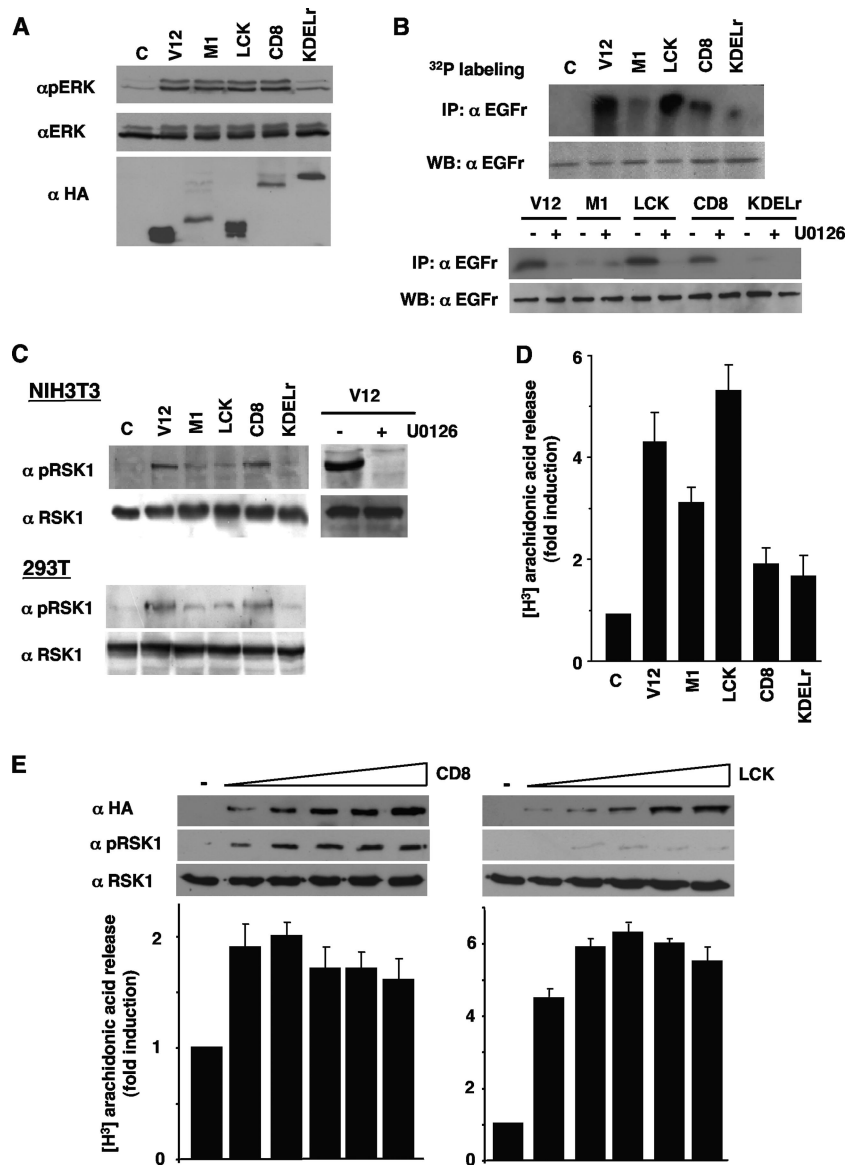 A
C V12 M1 LCK CD8 KDELr
αpERK
αERK
α HA
B
C V12 M1 LCK CD8 KDELr
32P labeling
IP: α EGFr
WB: α EGFr
V12 M1 LCK CD8 KDELr
- + - + - + - + - + U0126
IP: α EGFr
WB: α EGFr
C
NIH3T3
C V12 M1 LCK CD8 KDELr
V12
- + U0126
α pRSK1
α RSK1
293T
α pRSK1
α RSK1
D
[H³] arachidonic acid release
(fold induction)
6
4
2
0
C V12 M1 LCK CD8 KDELr
E
- CD8
α HA
α pRSK1
α RSK1
[H³] arachidonic acid release
(fold induction)
2
1
0
- LCK
6
4
2
0